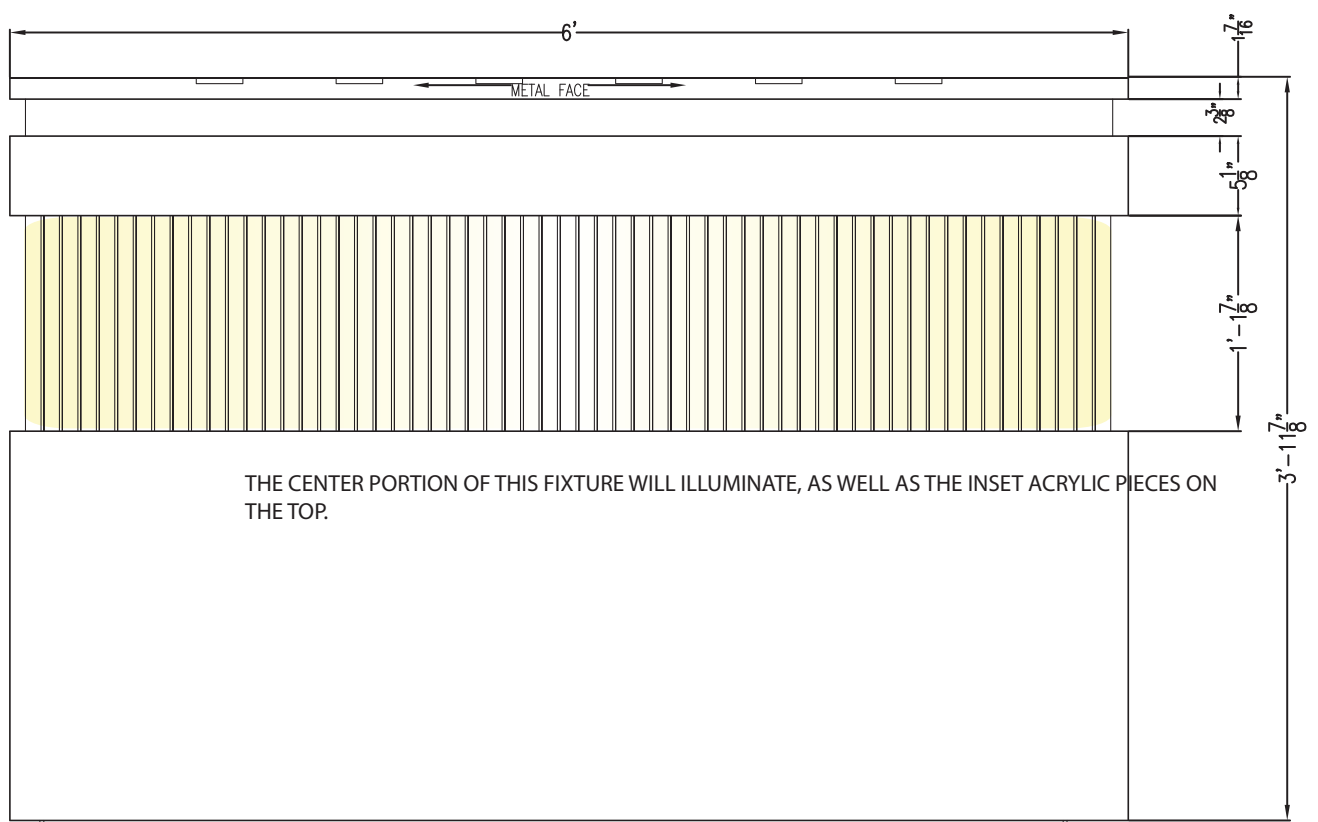 6'
1 7/16"
METAL FACE
2 3/8"
5 1/8"
1'-1 7/8"
3'-11 7/8"
THE CENTER PORTION OF THIS FIXTURE WILL ILLUMINATE, AS WELL AS THE INSET ACRYLIC PIECES ON
THE TOP.